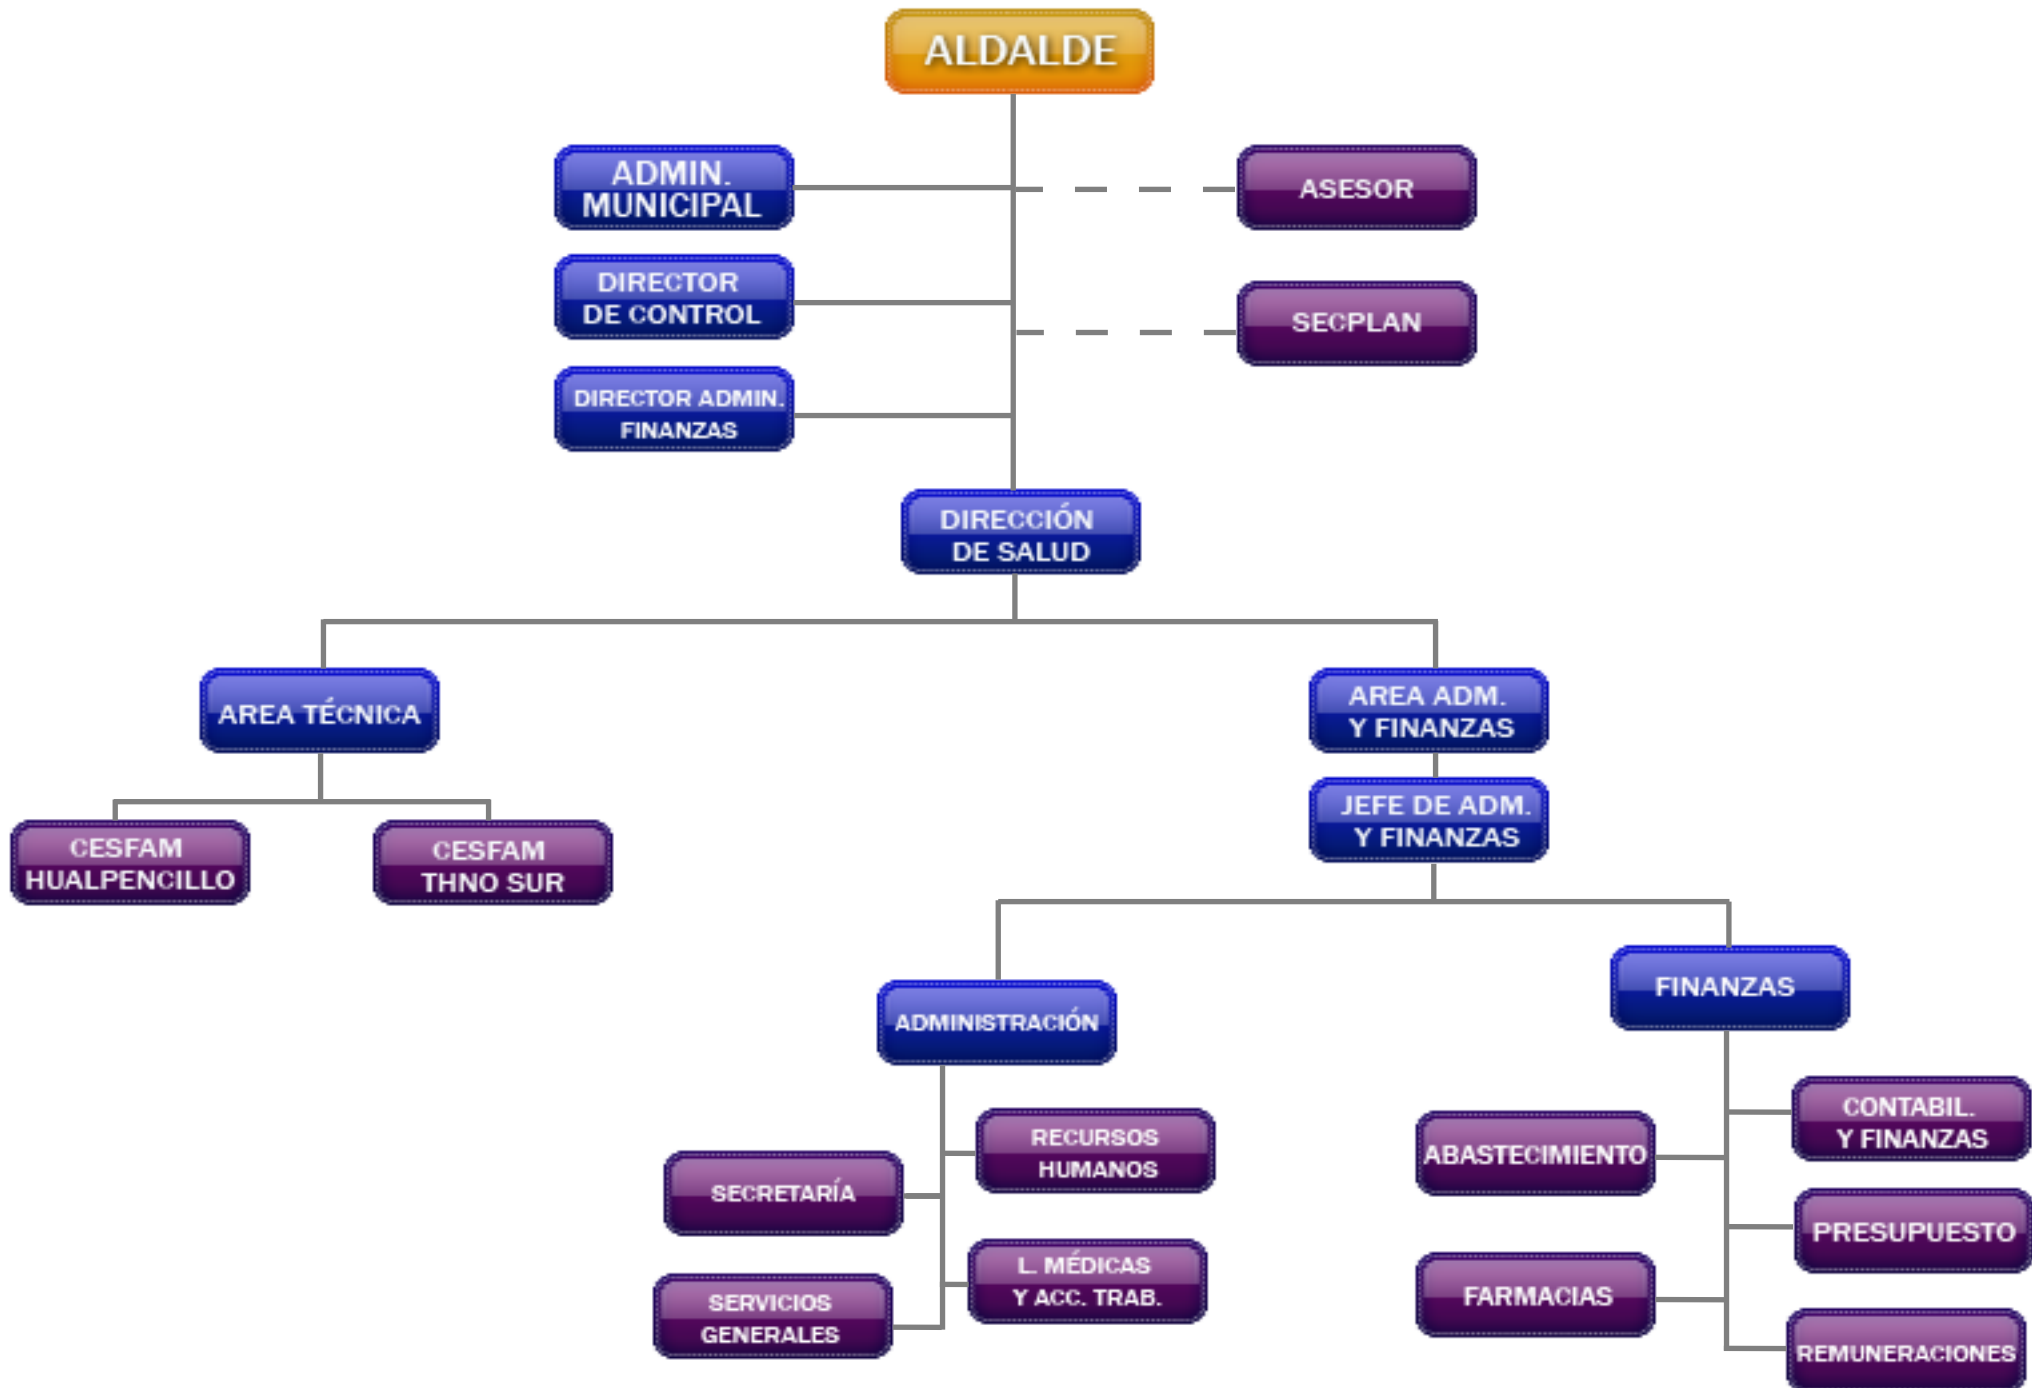 ALDALDE
ADMIN.
MUNICIPAL
ASESOR
DIRECTOR
DE CONTROL
SECPLAN
DIRECTOR ADMIN.
FINANZAS
DIRECCIÓN
DE SALUD
AREA TÉCNICA
AREA ADM.
Y FINANZAS
JEFE DE ADM.
Y FINANZAS
CESFAM
HUALPENCILLO
CESFAM
THNO SUR
ADMINISTRACIÓN
FINANZAS
RECURSOS
HUMANOS
SECRETARÍA
L. MÉDICAS
Y ACC. TRAB.
SERVICIOS
GENERALES
CONTABIL.
Y FINANZAS
ABASTECIMIENTO
PRESUPUESTO
FARMACIAS
REMUNERACIONES